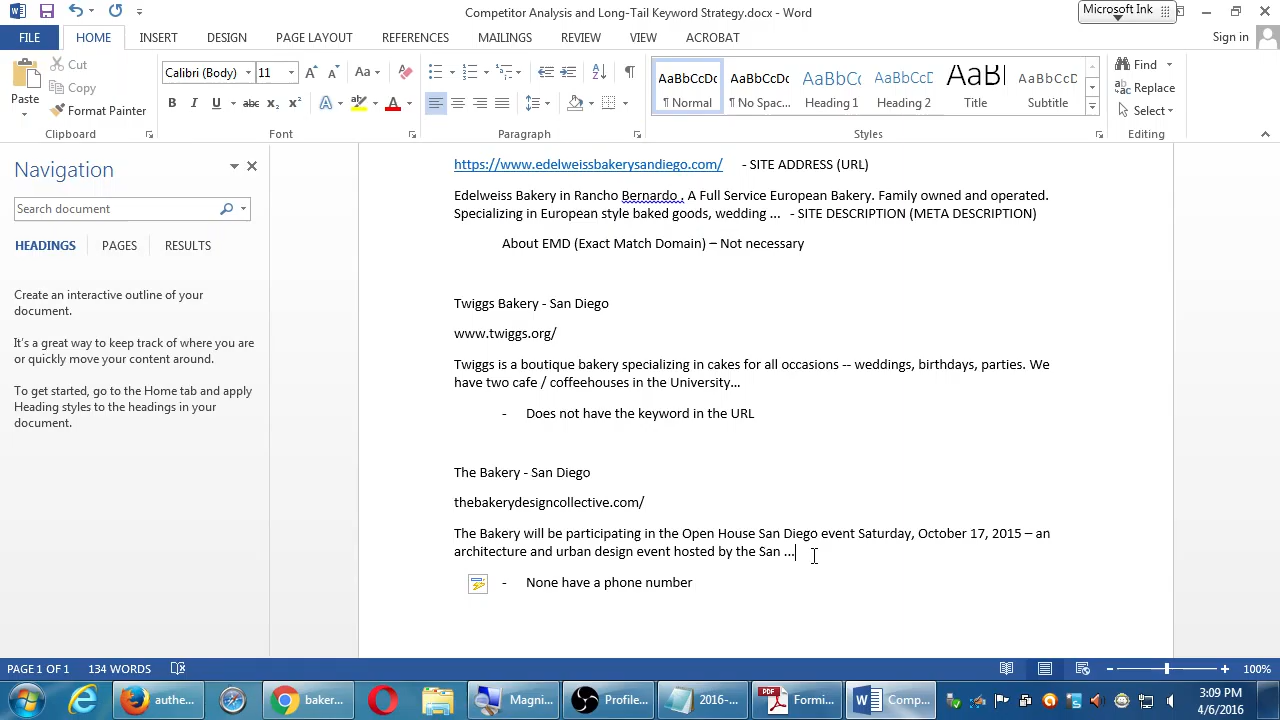 Competitor Analysis and Long-Tail Keyword Strategy.docx - Word
Microsoft Ink
FILE HOME INSERT DESIGN PAGE LAYOUT REFERENCES MAILINGS REVIEW VIEW ACROBAT Sign in
Paste
Cut
Copy
Format Painter
Clipboard
Calibri (Body) 11
Font
Paragraph
AaBbCcDc AaBbCcDc AaBbCc AaBbCcD AaB AaBbCcD
¶ Normal ¶ No Spac... Heading 1 Heading 2 Title Subtitle
Styles
Find
Replace
Select
Editing
Navigation
Search document
HEADINGS PAGES RESULTS
Create an interactive outline of your
document.
It's a great way to keep track of where you are
or quickly move your content around.
To get started, go to the Home tab and apply
Heading styles to the headings in your
document.
https://www.edelweissbakerysandiego.com/ - SITE ADDRESS (URL)
Edelweiss Bakery in Rancho Bernardo , A Full Service European Bakery. Family owned and operated.
Specializing in European style baked goods, wedding ... - SITE DESCRIPTION (META DESCRIPTION)
About EMD (Exact Match Domain) – Not necessary
Twiggs Bakery - San Diego
www.twiggs.org/
Twiggs is a boutique bakery specializing in cakes for all occasions -- weddings, birthdays, parties. We
have two cafe / coffeehouses in the University...
- Does not have the keyword in the URL
The Bakery - San Diego
thebakerydesigncollective.com/
The Bakery will be participating in the Open House San Diego event Saturday, October 17, 2015 – an
architecture and urban design event hosted by the San ...
- None have a phone number
PAGE 1 OF 1 134 WORDS 100%
authe... baker... Magni... Profile... 2016-... Formi... Comp...
3:09 PM
4/6/2016